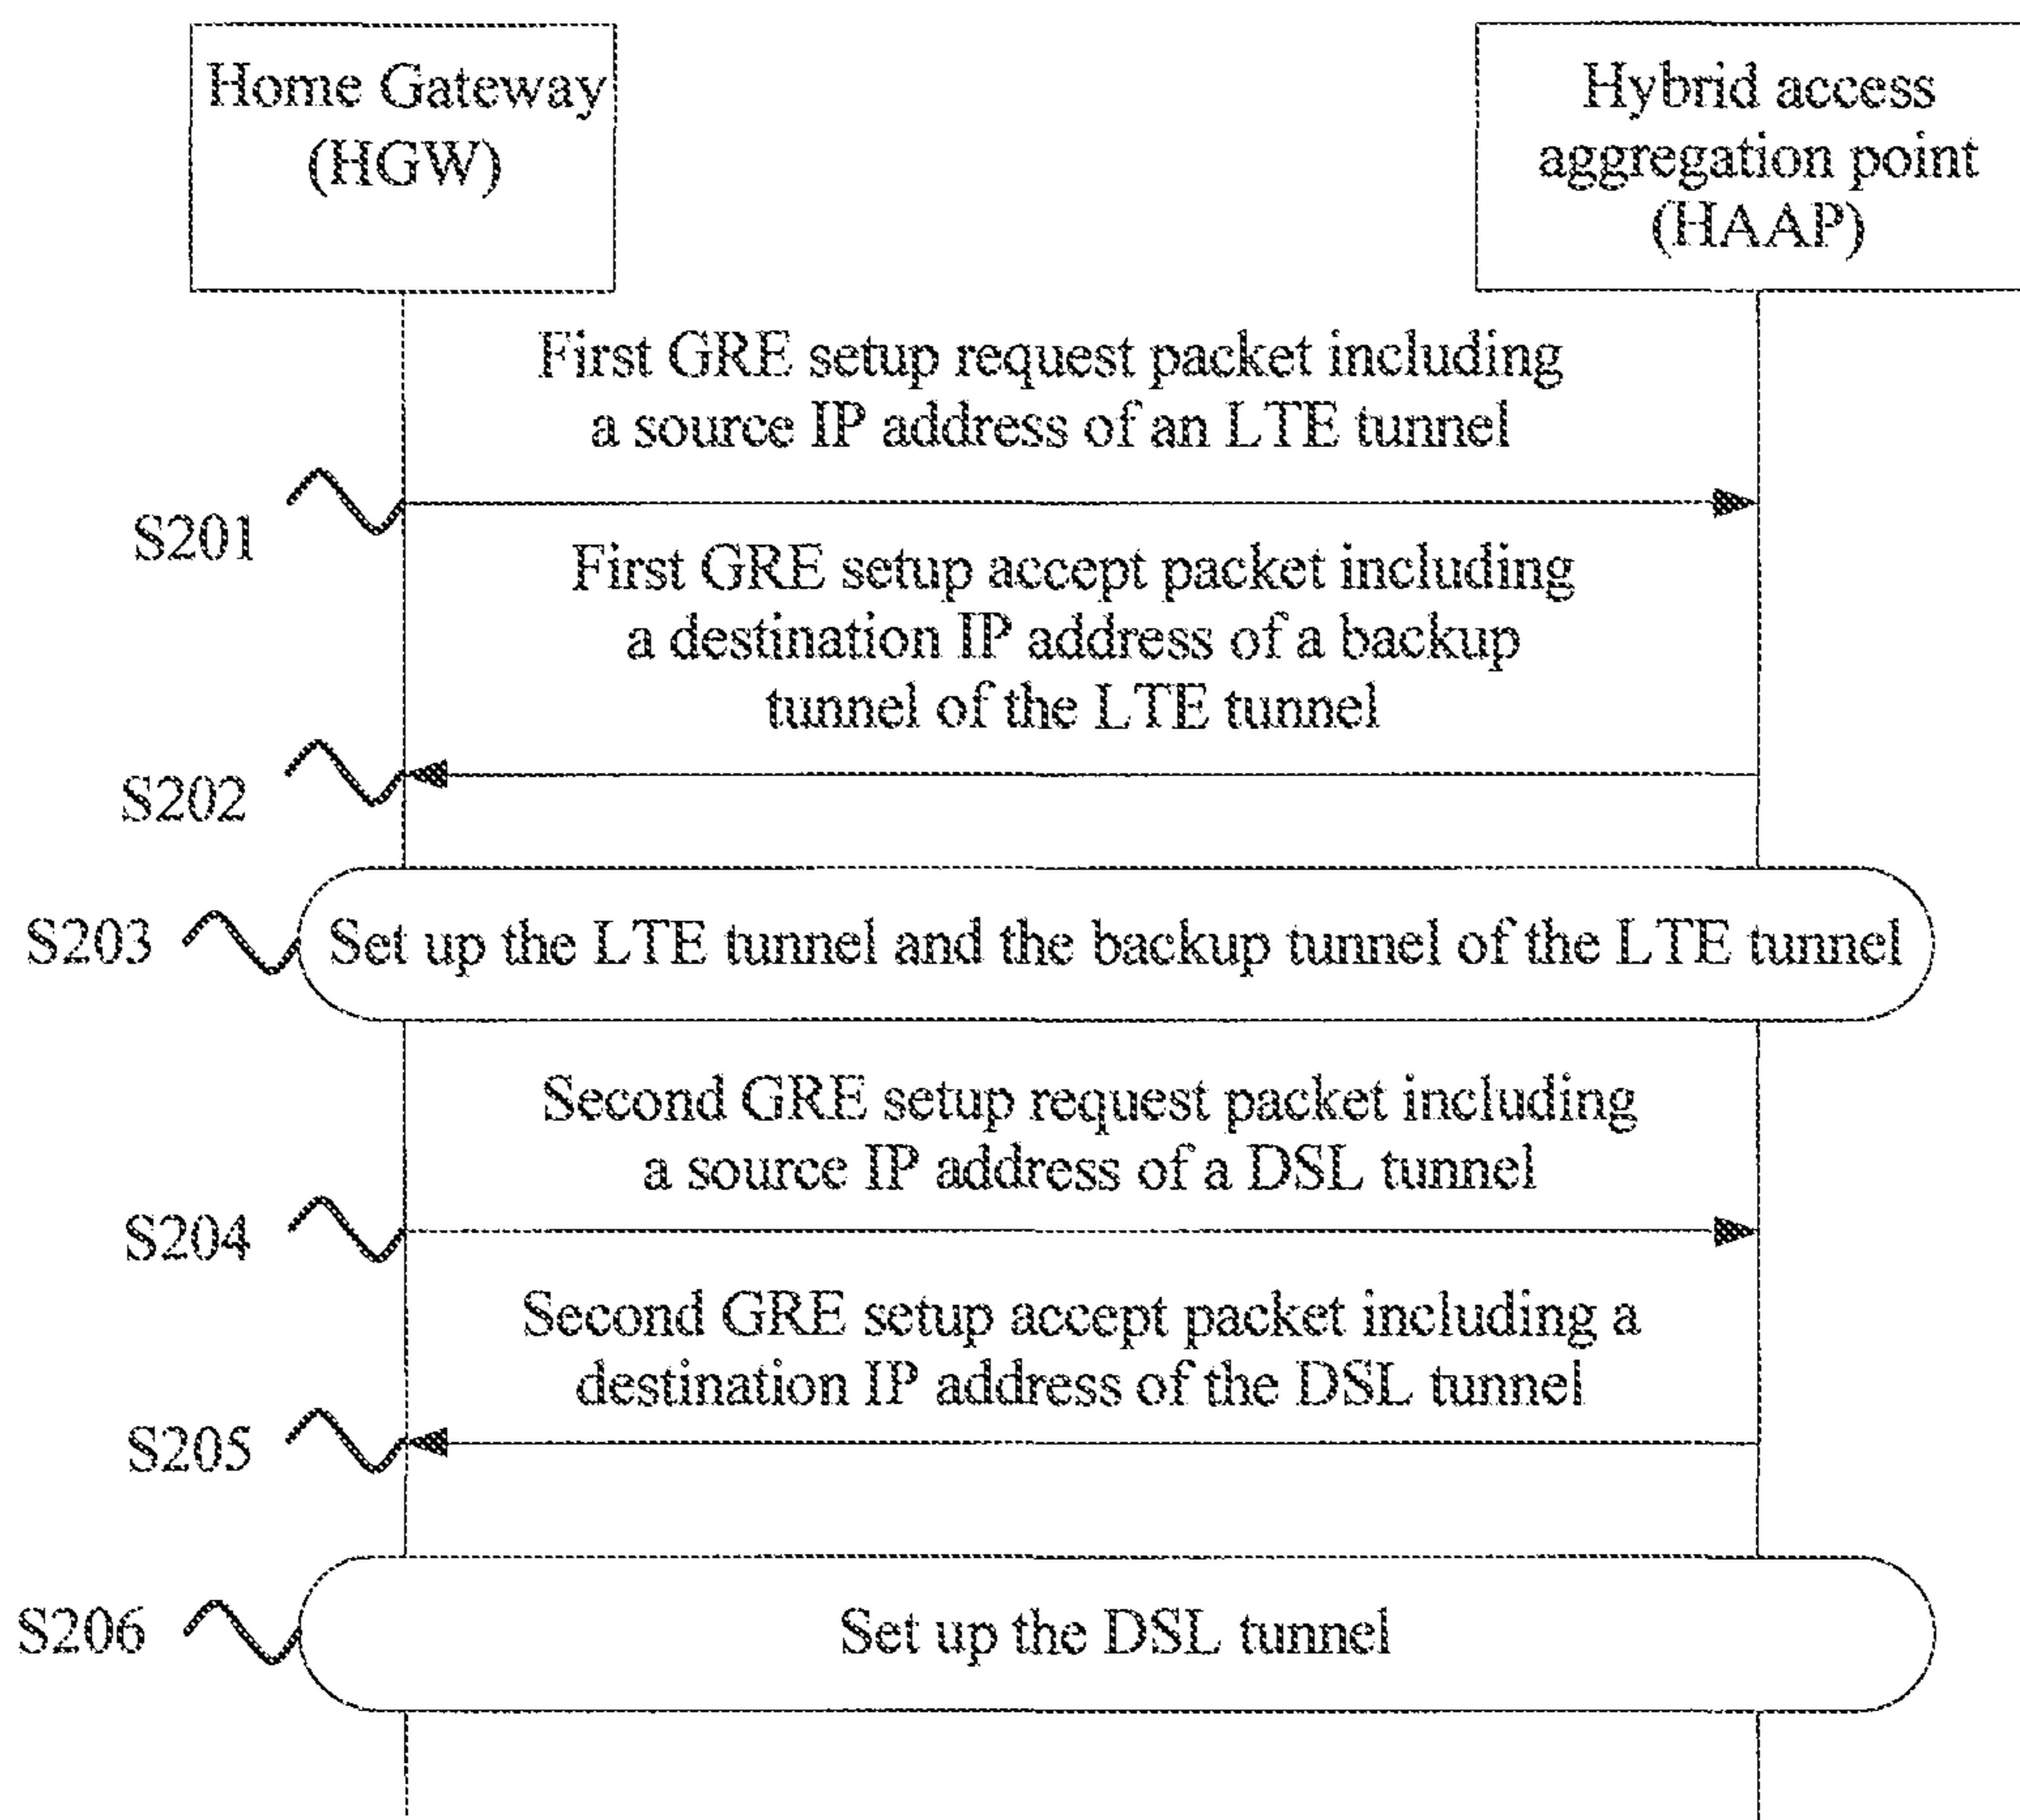 Home Gateway
(HGW)
Hybrid access
aggregation point
(HAAP)
First GRE setup request packet including
a source IP address of an LTE tunnel
S201
First GRE setup accept packet including
a destination IP address of a backup
tunnel of the LTE tunnel
S202
S203
Set up the LTE tunnel and the backup tunnel of the LTE tunnel
Second GRE setup request packet including
a source IP address of a DSL tunnel
S204
Second GRE setup accept packet including a
destination IP address of the DSL tunnel
S205
S206
Set up the DSL tunnel